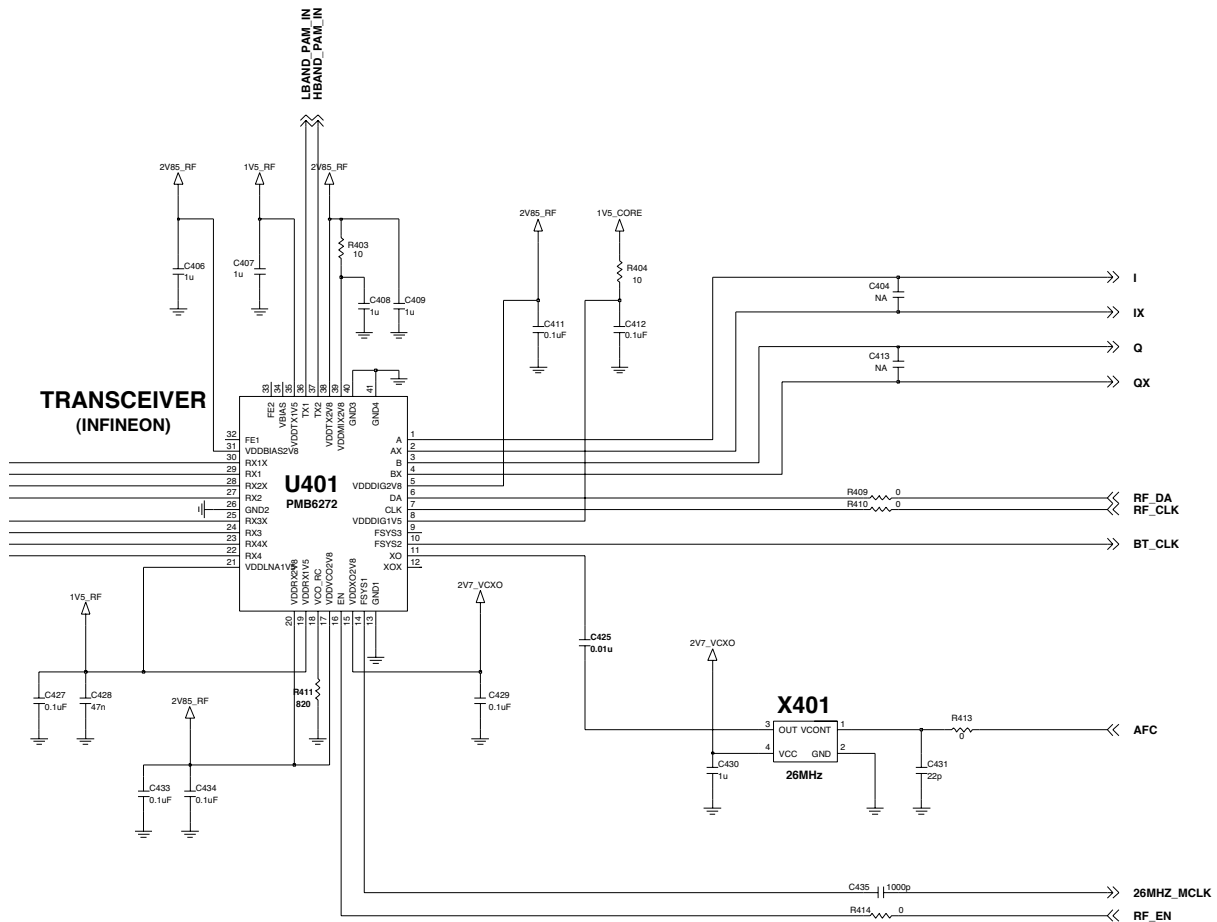 LBAND_PAM_IN
HBAND_PAM_IN
2V85_RF
1V5_RF
2V85_RF
2V85_RF
1V5_CORE
R403
10
R404
10
C406
1u
C407
1u
C408
1u
C409
1u
C411
0.1uF
C412
0.1uF
C404
NA
C413
NA
I
IX
Q
QX
TRANSCEIVER
(INFINEON)
33 34 35 36 37 38 39 40 41
FE2
VBIAS
VDDTX1V5
TX1
TX2
VDDTX2V8
VDDMIX2V8
GND3
GND4
32 FE1
31 VDDBIAS2V8
30 RX1X
29 RX1
28 RX2X
27 RX2
26 GND2
25 RX3X
24 RX3
23 RX4X
22 RX4
21 VDDLNA1V5
U401
PMB6272
A 1
AX 2
B 3
BX 4
VDDDIG2V8 5
DA 6
CLK 7
VDDDIG1V5 8
FSYS3 9
FSYS2 10
XO 11
XOX 12
VDDRX2V8
VDDRX1V5
VCO_RC
VDDVCO2V8
EN
VDDXO2V8
FSYS1
GND1
20 19 18 17 16 15 14 13
R409 0
RF_DA
R410 0
RF_CLK
BT_CLK
1V5_RF
2V7_VCXO
C425
0.01u
2V7_VCXO
C427
0.1uF
C428
47n
R411
820
2V85_RF
C429
0.1uF
X401
3 OUT VCONT 1
4 VCC GND 2
26MHz
R413
0
AFC
C430
1u
C431
22p
C433
0.1uF
C434
0.1uF
C435 1000p
26MHZ_MCLK
R414 0
RF_EN